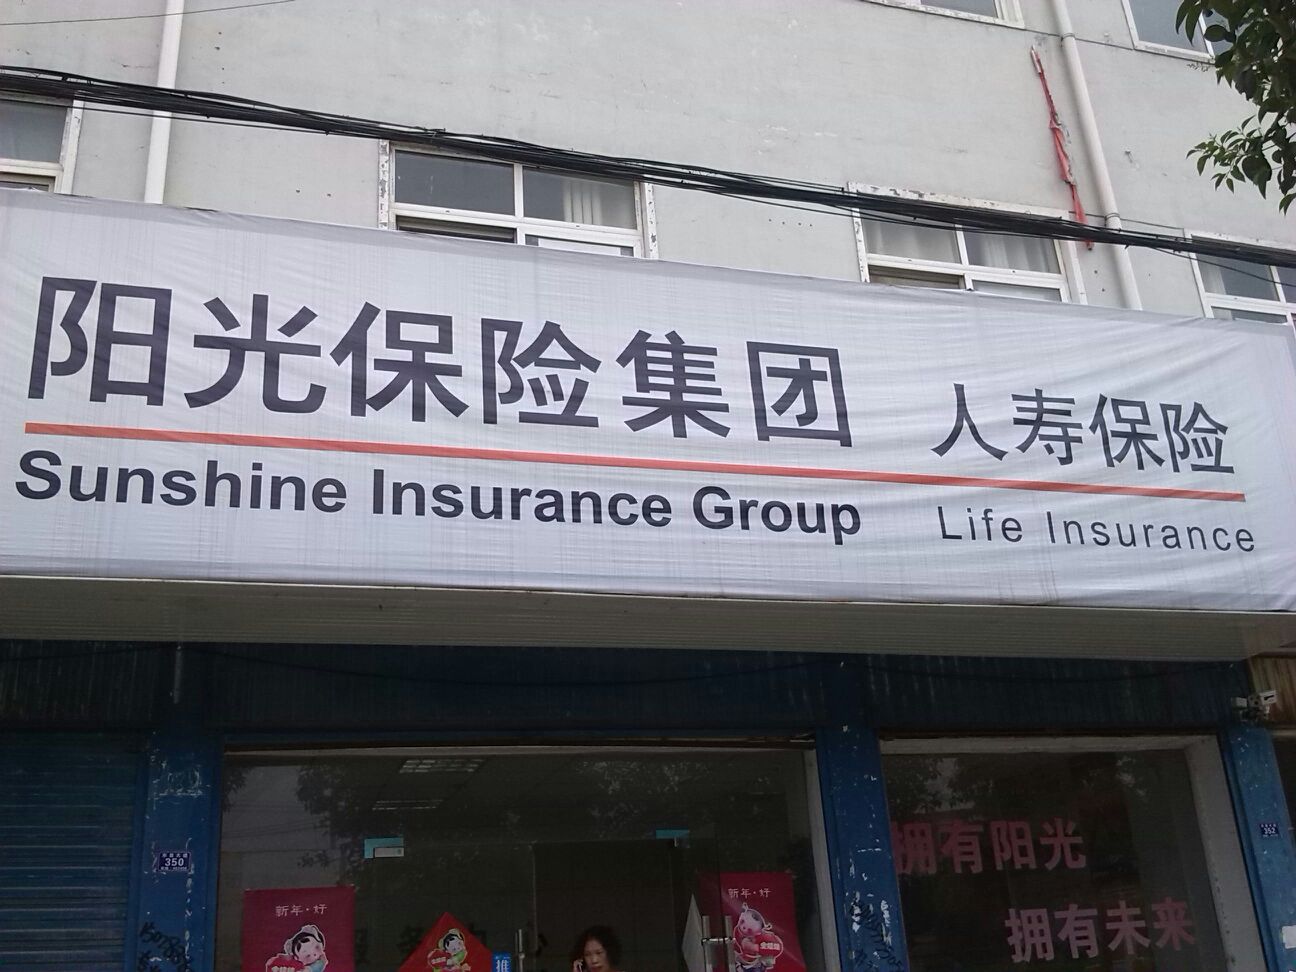 阳光保险集团 人寿保险
Sunshine Insurance Group Life Insurance
350
352
拥有阳光
拥有未来
新年·好
新年·好
推